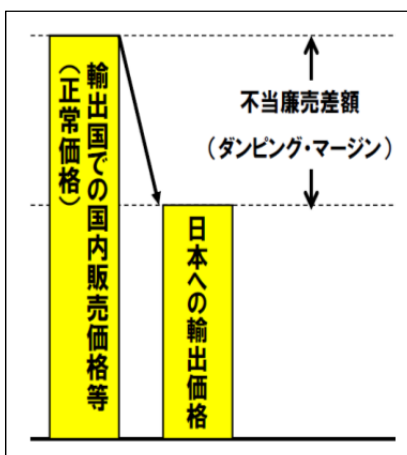 輸出国での国内販売価格等
（正常価格）
日本への輸出価格
不当廉売差額
（ダンピング・マージン）